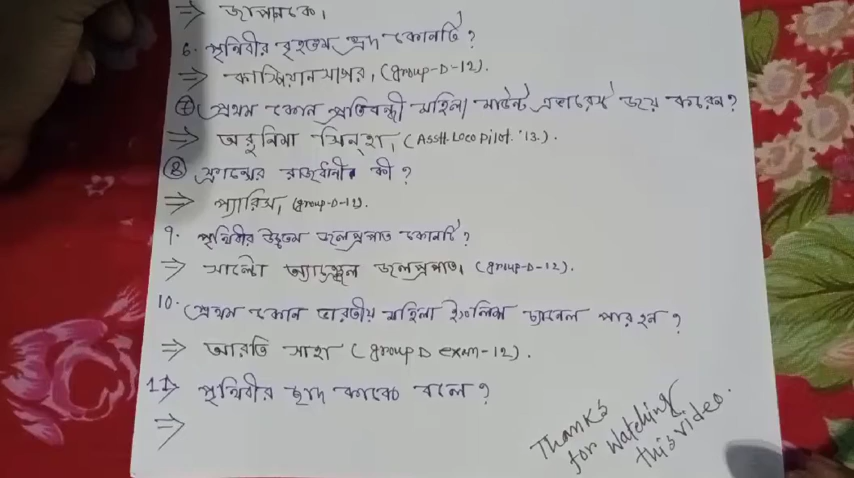 ⇒ জাপানকে।
6. পৃথিবীর বৃহত্তম হ্রদ কোনটি?
⇒ কাস্পিয়ান সাগর, (group-D-12).
⑦ প্রথম কোন প্রতিবন্ধী মহিলা মাউন্ট এভারেস্ট জয় করেন?
⇒ অরুনিমা সিন্হা, (Asstt. Loco Pilot. '13.).
⑧ ফ্রান্সের রাজধানী কী?
⇒ প্যারিস, (group-D-12).
9. পৃথিবীর উচ্চতম জলপ্রপাত কোনটি?
⇒ সাল্টো অ্যাঞ্জেল জলপ্রপাত। (group-D-12).
10. প্রথম কোন ভারতীয় মহিলা ইংলিশ চ্যানেল পার হন?
⇒ আরতি সাহা (group D exam-12).
11⇒ পৃথিবীর ছাদ কাকে বলে?
⇒
Thanks
for watching
this video.